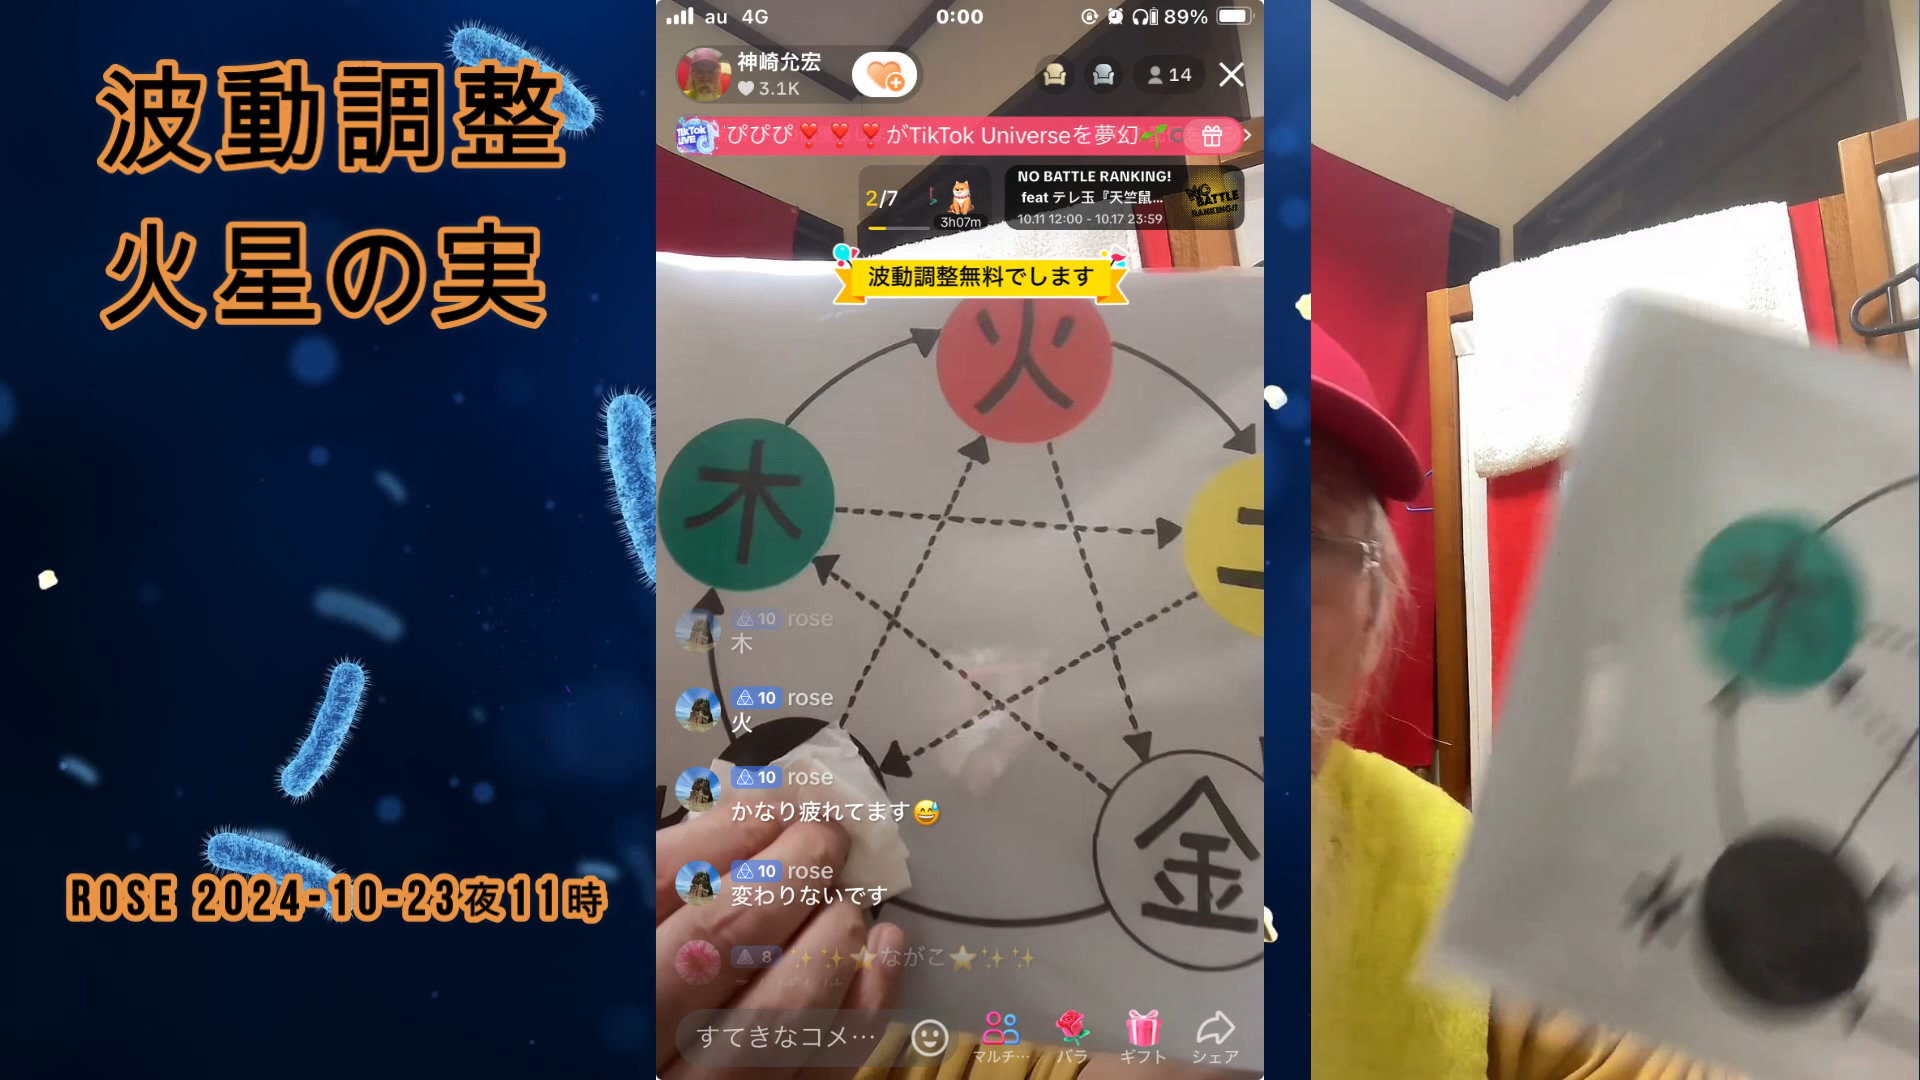 波動調整
火星の実
ROSE 2024-10-23夜11時
au 4G 0:00 89%
神崎允宏
3.1K
14
TikTok LIVE
ぴぴぴ❣️❣️❣️がTikTok Universeを夢幻
2/7
3h07m
NO BATTLE RANKING!
feat テレ玉『天竺鼠...
10.11 12:00 - 10.17 23:59
NO BATTLE RANKING!!
波動調整無料でします
火
木
金
10 rose
木
10 rose
火
10 rose
かなり疲れてます😅
10 rose
変わりないです
8 ✨✨⭐ながこ⭐✨✨
すてきなコメ…
マルチ…
バラ
ギフト
シェア
木